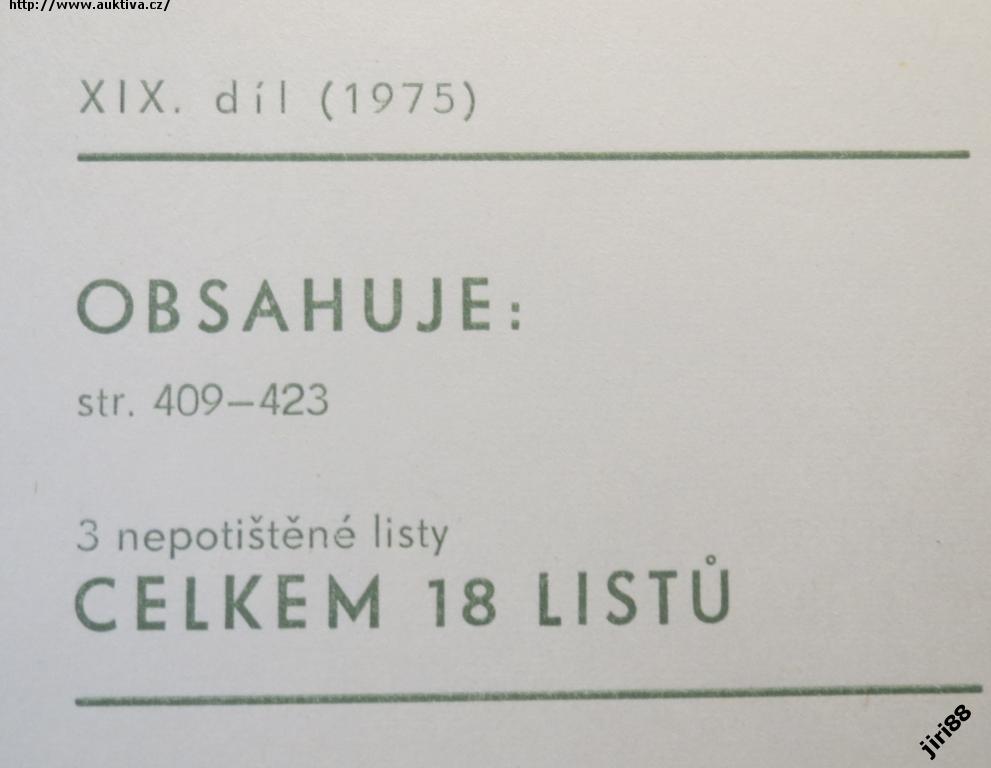 http://www.auktiva.cz/
XIX. díl (1975)
OBSAHUJE:
str. 409–423
3 nepotištěné listy
CELKEM 18 LISTŮ
jiri88